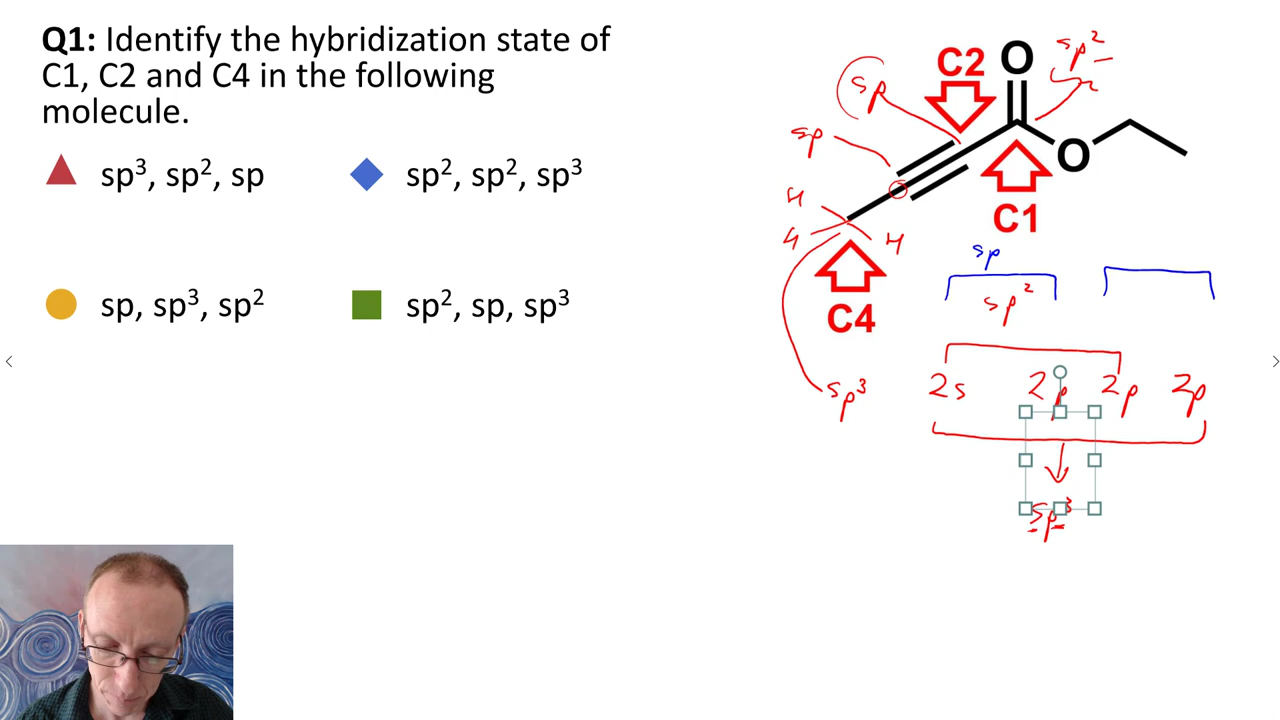 Q1: Identify the hybridization state of
C1, C2 and C4 in the following
molecule.
sp³, sp², sp
sp², sp², sp³
sp, sp³, sp²
sp², sp, sp³
C2
O
sp²
sp
sp
O
C1
H
H
H
C4
sp
sp²
sp³
2s 2p 2p 2p
sp³